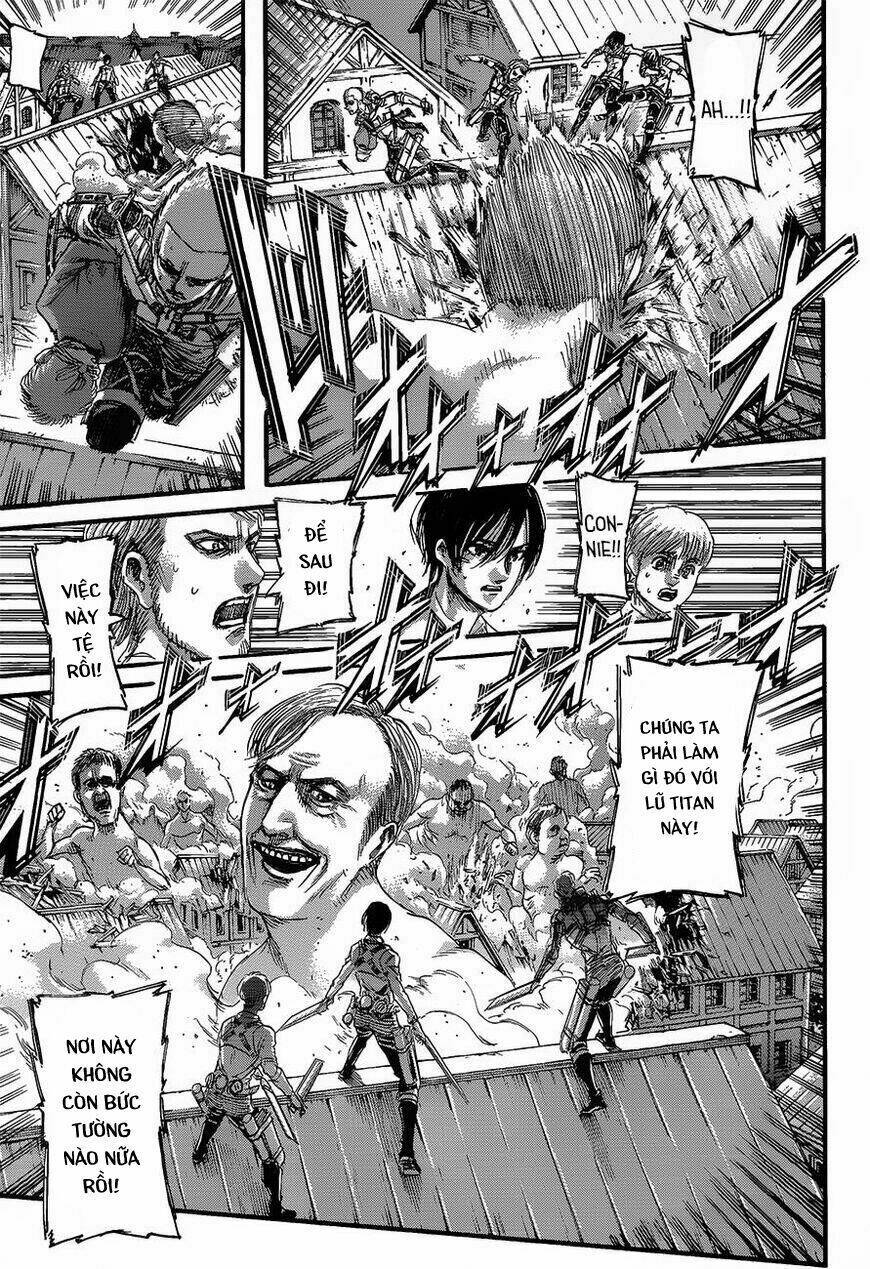 AH...!!
CON-
NIE!!
ĐỂ
SAU
ĐI!
VIỆC
NÀY
TỆ
RỒI!
CHÚNG TA
PHẢI LÀM
GÌ ĐÓ VỚI
LŨ TITAN
NÀY!
NƠI NÀY
KHÔNG
CÒN BỨC
TƯỜNG
NÀO NỮA
RỒI!